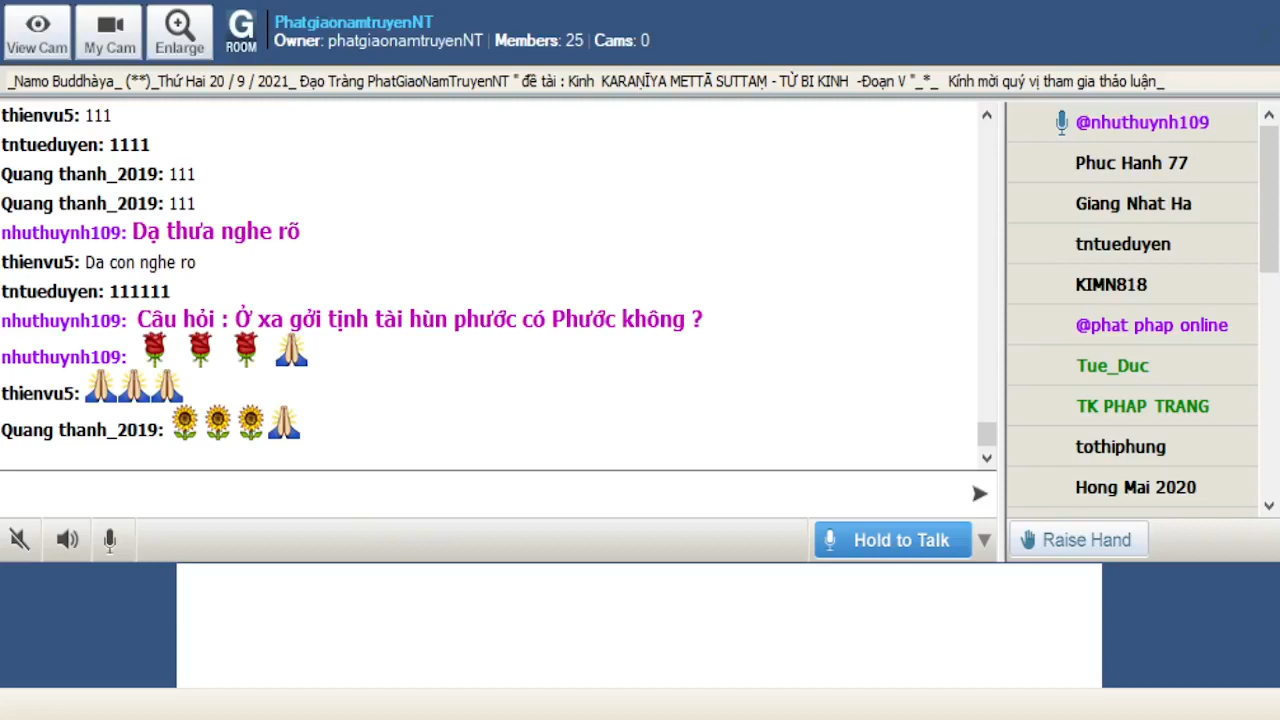 View Cam
My Cam
Enlarge
G
ROOM
PhatgiaonamtruyenNT
Owner: phatgiaonamtruyenNT | Members: 25 | Cams: 0
_Namo Buddhàya_ (**)_Thứ Hai 20 / 9 / 2021_ Đạo Tràng PhatGiaoNamTruyenNT " đề tài : Kinh KARAṆĪYA METTĀ SUTTAṂ - TỪ BI KINH -Đoạn V "_*_ Kính mời quý vị tham gia thảo luận_
thienvu5: 111
tntueduyen: 1111
Quang thanh_2019: 111
Quang thanh_2019: 111
nhuthuynh109: Dạ thưa nghe rõ
thienvu5: Da con nghe ro
tntueduyen: 111111
nhuthuynh109: Câu hỏi : Ở xa gởi tịnh tài hùn phước có Phước không ?
nhuthuynh109:
thienvu5:
Quang thanh_2019:
@nhuthuynh109
Phuc Hanh 77
Giang Nhat Ha
tntueduyen
KIMN818
@phat phap online
Tue_Duc
TK PHAP TRANG
tothiphung
Hong Mai 2020
Hold to Talk
Raise Hand